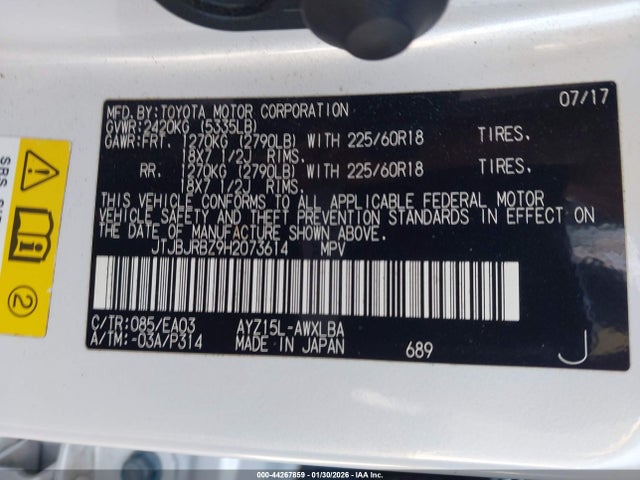 MFD.BY:TOYOTA MOTOR CORPORATION 07/17
GVWR:2420KG (5335LB)
GAWR:FRT. 1270KG (2790LB) WITH 225/60R18 TIRES.
18X7 1/2J RIMS.
RR. 1270KG (2790LB) WITH 225/60R18 TIRES.
18X7 1/2J RIMS.
THIS VEHICLE CONFORMS TO ALL APPLICABLE FEDERAL MOTOR
VEHICLE SAFETY AND THEFT PREVENTION STANDARDS IN EFFECT ON
THE DATE OF MANUFACTURE SHOWN ABOVE.
JTJBJRBZ9H2073614 MPV
C/TR:085/EA03 AYZ15L-AWXLBA
A/TM:-03A/P314 MADE IN JAPAN 689 J
SRS
2
000-44267859 - 01/30/2026 - IAA Inc.